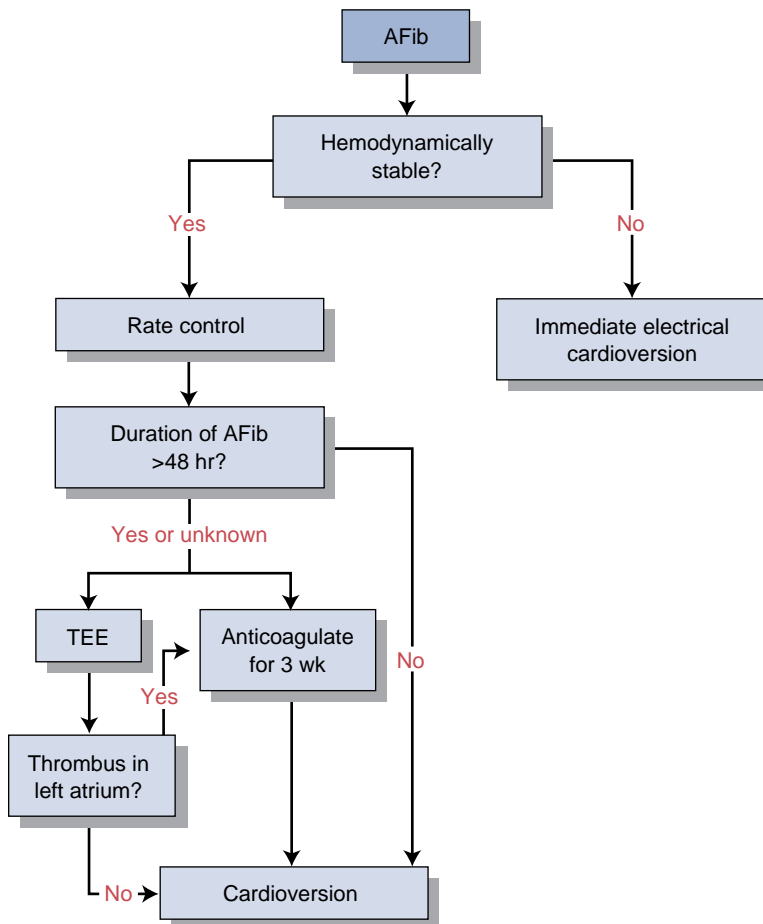 AFib
Hemodynamically
stable?
Yes
No
Rate control
Immediate electrical
cardioversion
Duration of AFib
>48 hr?
Yes or unknown
TEE
Anticoagulate
for 3 wk
Yes
No
Thrombus in
left atrium?
No
Cardioversion